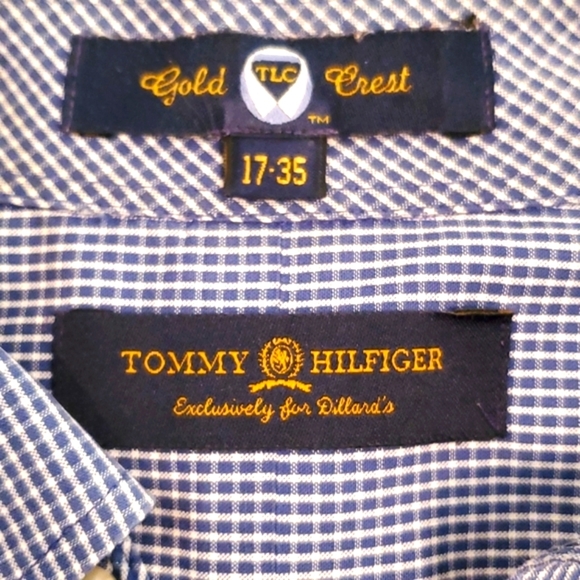 Gold TLC Crest
TM
17-35
TOMMY HILFIGER
Exclusively for Dillard's